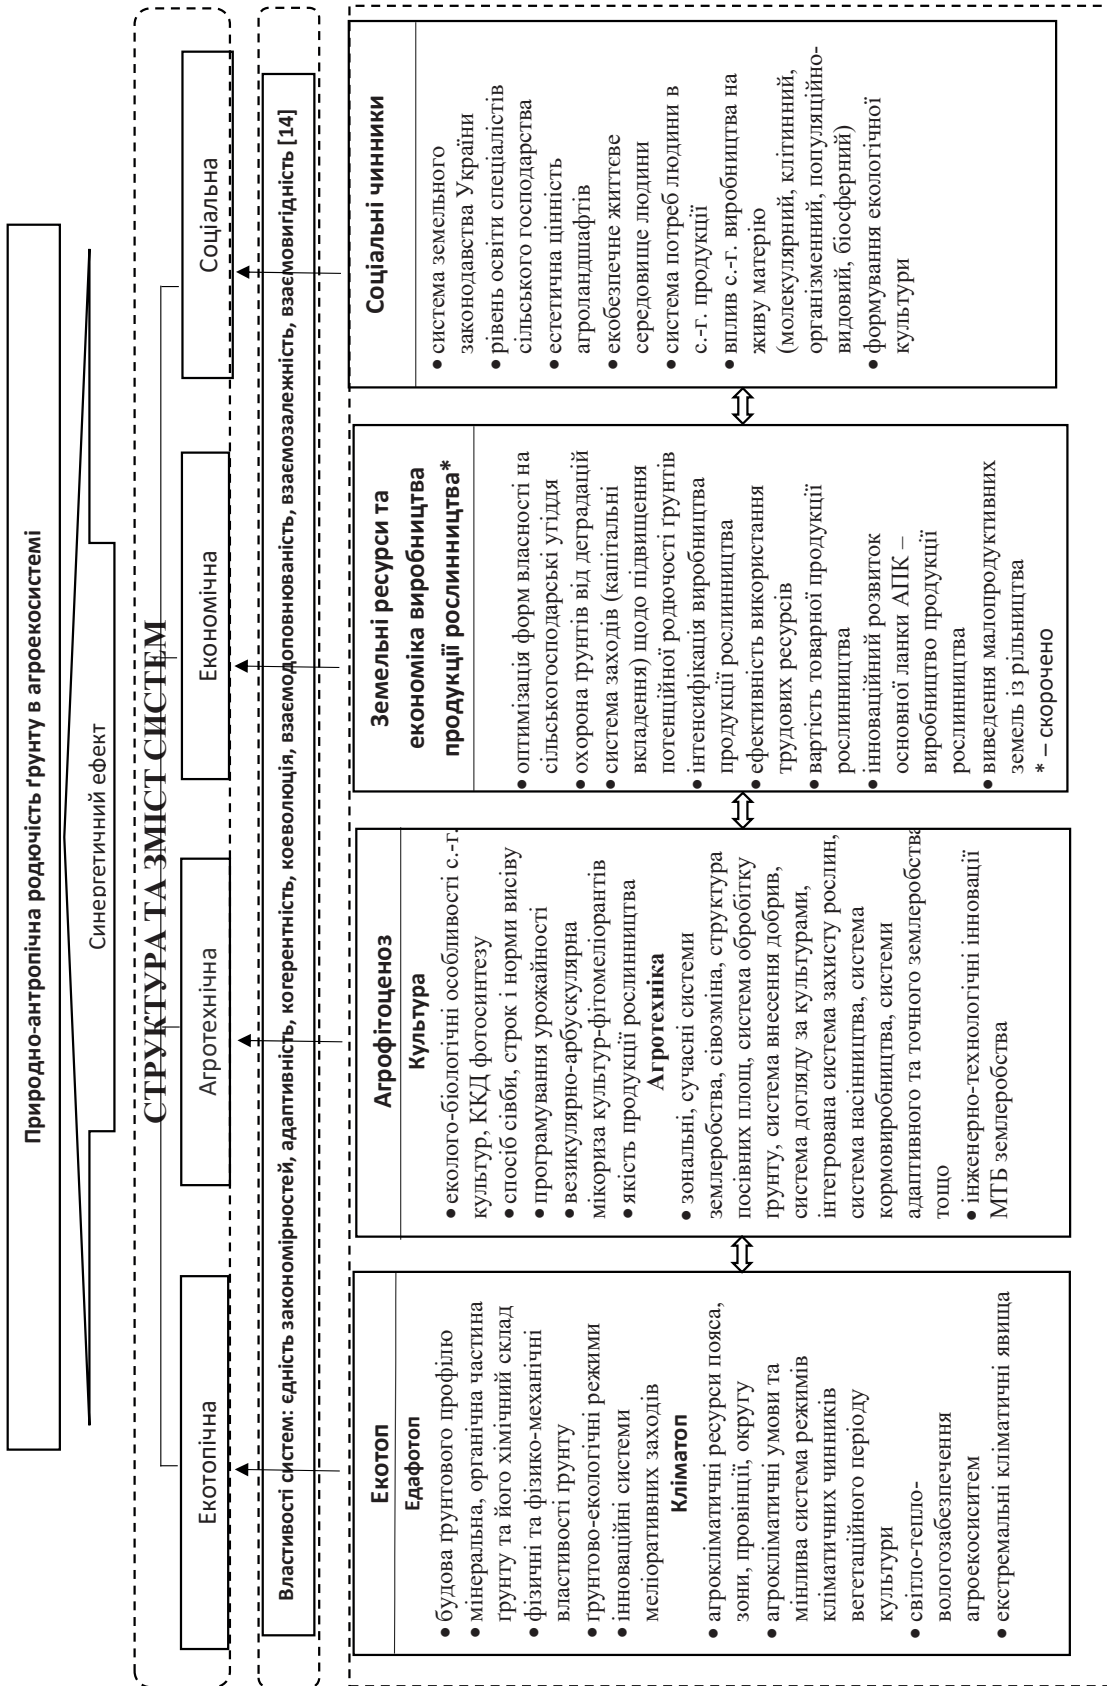 Природно-антропічна родючість ґрунту в агроекосистемі
Синергетичний ефект
СТРУКТУРА ТА ЗМІСТ СИСТЕМ
Екотопічна
Агротехнічна
Економічна
Соціальна
Властивості систем: єдність закономірностей, адаптивність, когерентність, коеволюція, взаємодоповнюваність, взаємозалежність, взаємовигідність [14]
Екотоп
Едафотоп
• будова ґрунтового профілю
• мінеральна, органічна частина
ґрунту та його хімічний склад
• фізичні та фізико-механічні
властивості ґрунту
• ґрунтово-екологічні режими
• інноваційні системи
меліоративних заходів
Кліматоп
• агрокліматичні ресурси пояса,
зони, провінції, округу
• агрокліматичні умови та
мінлива система режимів
кліматичних чинників
вегетаційного періоду
культури
• світло-тепло-
вологозабезпечення
агроекосиситем
• екстремальні кліматичні явища
Агрофітоценоз
Культура
• еколого-біологічні особливості с.-г.
культур, ККД фотосинтезу
• спосіб сівби, строк і норми висіву
• програмування урожайності
• везикулярно-арбускулярна
мікориза культур-фітомеліорантів
• якість продукції рослинництва
Агротехніка
• зональні, сучасні системи
землеробства, сівозміна, структура
посівних площ, система обробітку
ґрунту, система внесення добрив,
система догляду за культурами,
інтегрована система захисту рослин,
система насінництва, система
кормовиробництва, системи
адаптивного та точного землеробства
тощо
• інженерно-технологічні інновації
МТБ землеробства
Земельні ресурси та
економіка виробництва
продукції рослинництва*
• оптимізація форм власності на
сільськогосподарські угіддя
• охорона ґрунтів від деградацій
• система заходів (капітальні
вкладення) щодо підвищення
потенційної родючості ґрунтів
• інтенсифікація виробництва
продукції рослинництва
• ефективність використання
трудових ресурсів
• вартість товарної продукції
рослинництва
• інноваційний розвиток
основної ланки АПК –
виробництво продукції
рослинництва
• виведення малопродуктивних
земель із рільництва
* – скорочено
Соціальні чинники
• система земельного
законодавства України
• рівень освіти спеціалістів
сільського господарства
• естетична цінність
агроландшафтів
• екобезпечне життєве
середовище людини
• система потреб людини в
с.-г. продукції
• вплив с.-г. виробництва на
живу матерію
(молекулярний, клітинний,
організменний, популяційно-
видовий, біосферний)
• формування екологічної
культури